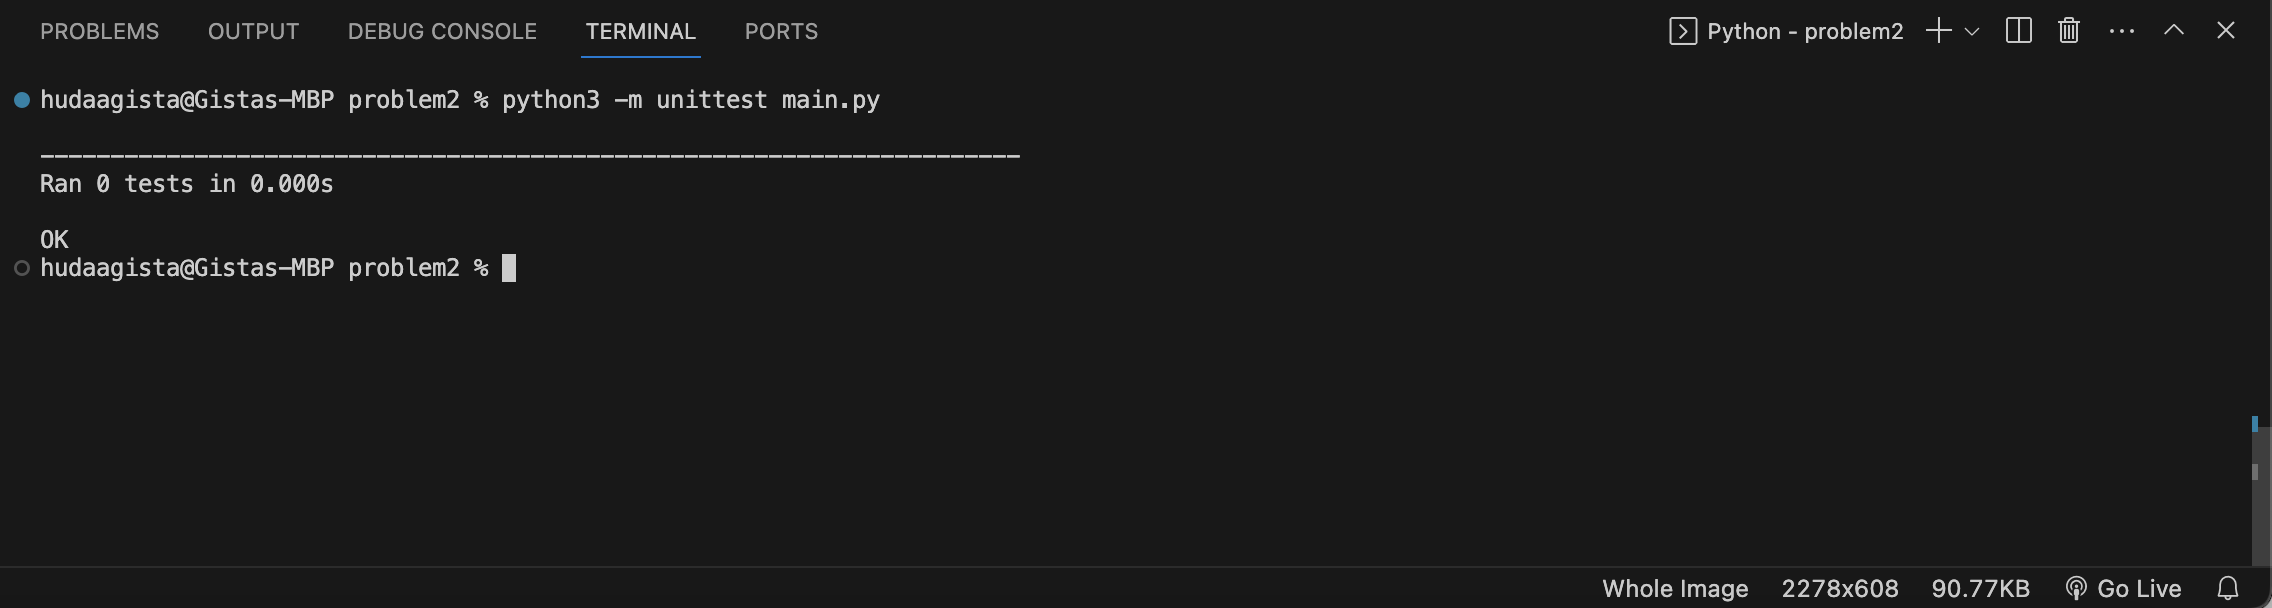 PROBLEMS OUTPUT DEBUG CONSOLE TERMINAL PORTS Python - problem2
hudaagista@Gistas-MBP problem2 % python3 -m unittest main.py
----------------------------------------------------------------------
Ran 0 tests in 0.000s
OK
hudaagista@Gistas-MBP problem2 %
Whole Image 2278x608 90.77KB Go Live